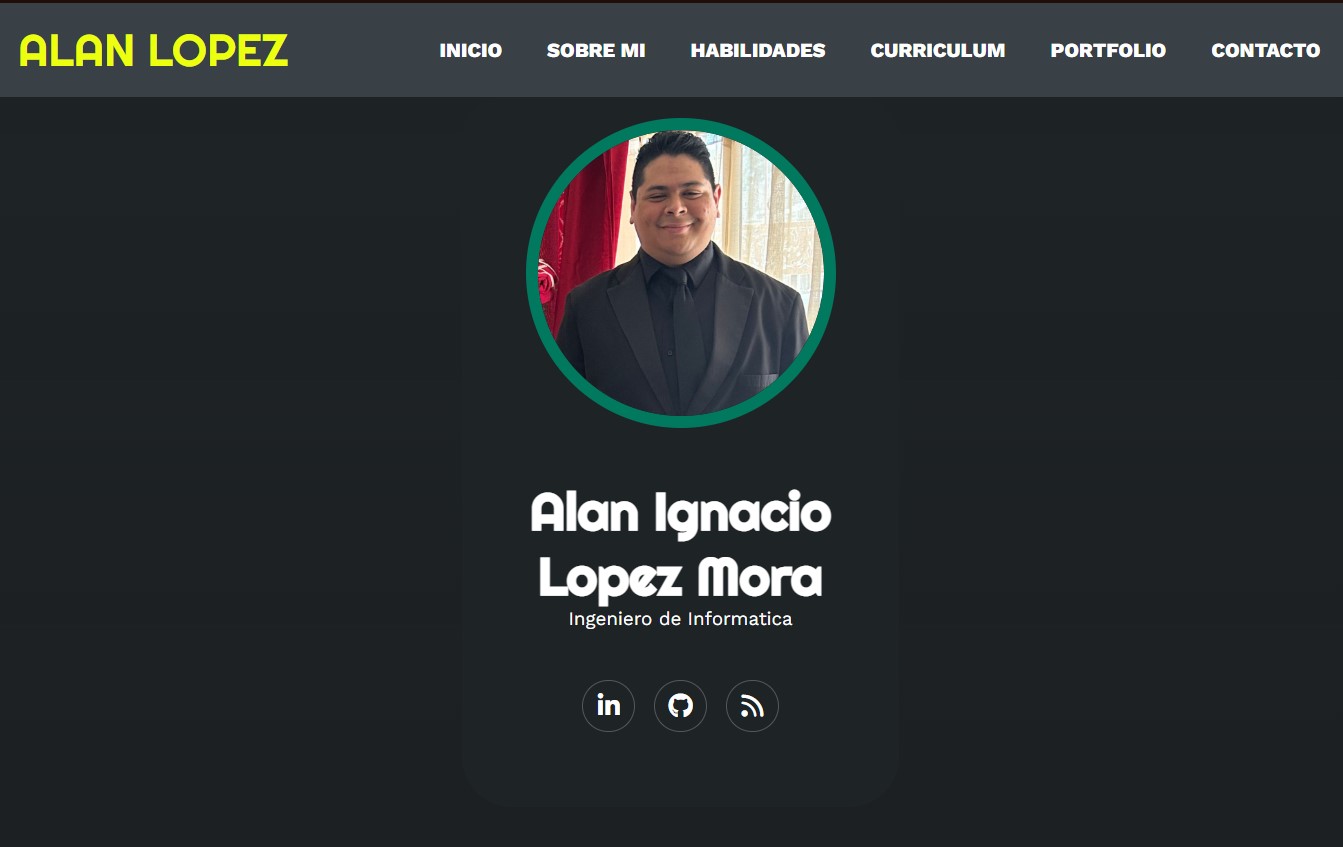 ALAN LOPEZ
INICIO SOBRE MI HABILIDADES CURRICULUM PORTFOLIO CONTACTO
Alan Ignacio
Lopez Mora
Ingeniero de Informatica
in